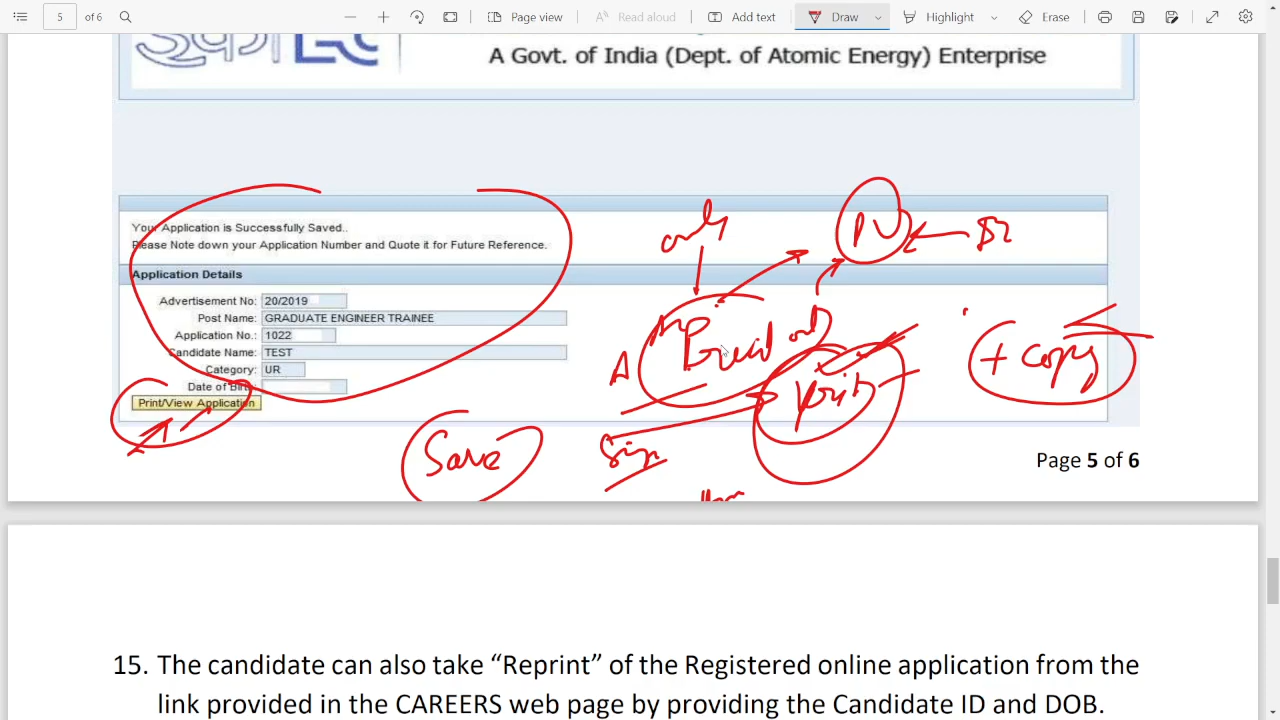 5 of 6
Page view
Read aloud
Add text
Draw
Highlight
Erase
A Govt. of India (Dept. of Atomic Energy) Enterprise
Your Application is Successfully Saved..
Please Note down your Application Number and Quote it for Future Reference.
Application Details
Advertisement No: 20/2019
Post Name: GRADUATE ENGINEER TRAINEE
Application No.: 1022
Candidate Name: TEST
Category: UR
Date of Birth:
Print/View Application
only
PV
+ copy
print
Save
Sign
Page 5 of 6
15. The candidate can also take “Reprint” of the Registered online application from the
link provided in the CAREERS web page by providing the Candidate ID and DOB.